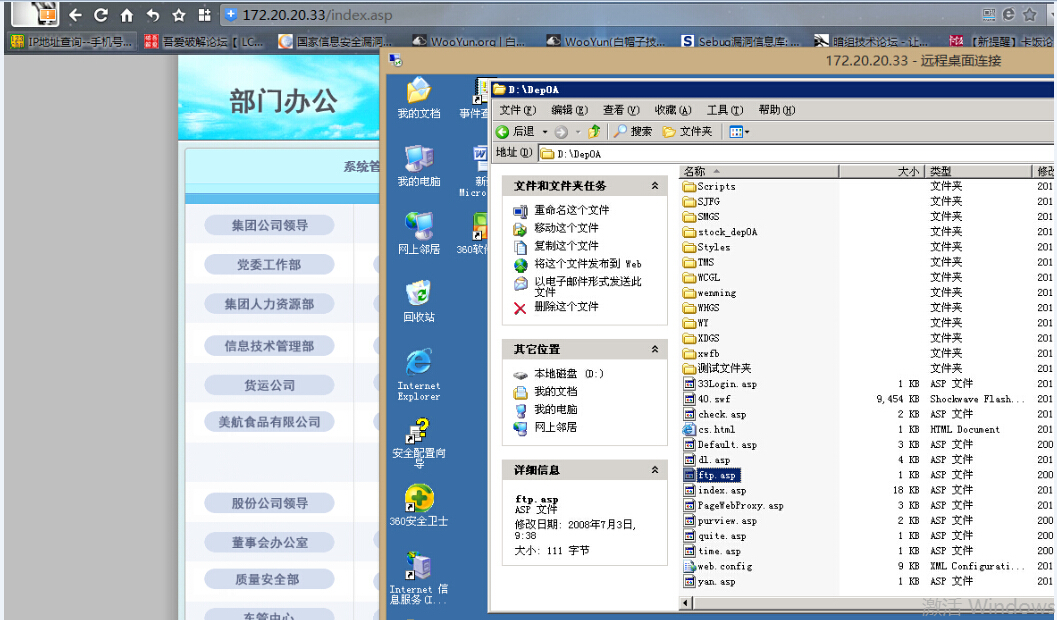 172.20.20.33/index.asp
IP地址查询--手机号...
吾爱破解论坛【 LC...
国家信息安全漏洞...
WooYun.org | 白...
WooYun(白帽子技...
Sebug漏洞信息库: ...
暗组技术论坛 - 让...
【新提醒】卡饭论
部门办公
系统管
集团公司领导
党委工作部
集团人力资源部
信息技术管理部
货运公司
美航食品有限公司
股份公司领导
董事会办公室
质量安全部
车管中心
172.20.20.33 - 远程桌面连接
我的文档
事件查
我的电脑
新
Micro
网上邻居
360软件
回收站
Internet
Explorer
安全配置向
导
360安全卫士
Internet 信
息服务(I...
D:\DepOA
文件(F) 编辑(E) 查看(V) 收藏(A) 工具(T) 帮助(H)
后退 搜索 文件夹
地址(D) D:\DepOA
文件和文件夹任务
重命名这个文件
移动这个文件
复制这个文件
将这个文件发布到 Web
以电子邮件形式发送此
文件
删除这个文件
其它位置
本地磁盘 (D:)
我的文档
我的电脑
网上邻居
详细信息
ftp.asp
ASP 文件
修改日期: 2008年7月3日,
9:38
大小: 111 字节
名称 大小 类型 修改
Scripts 文件夹 201
SJFG 文件夹 201
SMGS 文件夹 201
stock_depOA 文件夹 201
Styles 文件夹 201
TMS 文件夹 201
WCGL 文件夹 201
wenming 文件夹 201
WHGS 文件夹 201
WY 文件夹 201
XDGS 文件夹 201
xwfb 文件夹 201
测试文件夹 文件夹 201
33Login.asp 1 KB ASP 文件 201
40.swf 9,454 KB Shockwave Flash... 201
check.asp 2 KB ASP 文件 201
cs.html 1 KB HTML Document 201
Default.asp 3 KB ASP 文件 201
dl.asp 4 KB ASP 文件 201
ftp.asp 1 KB ASP 文件 200
index.asp 18 KB ASP 文件 201
PageWebProxy.asp 3 KB ASP 文件 201
purview.asp 2 KB ASP 文件 200
quite.asp 1 KB ASP 文件 200
time.asp 1 KB ASP 文件 200
web.config 9 KB XML Configurati... 201
yan.asp 1 KB ASP 文件 201
激活 Windows